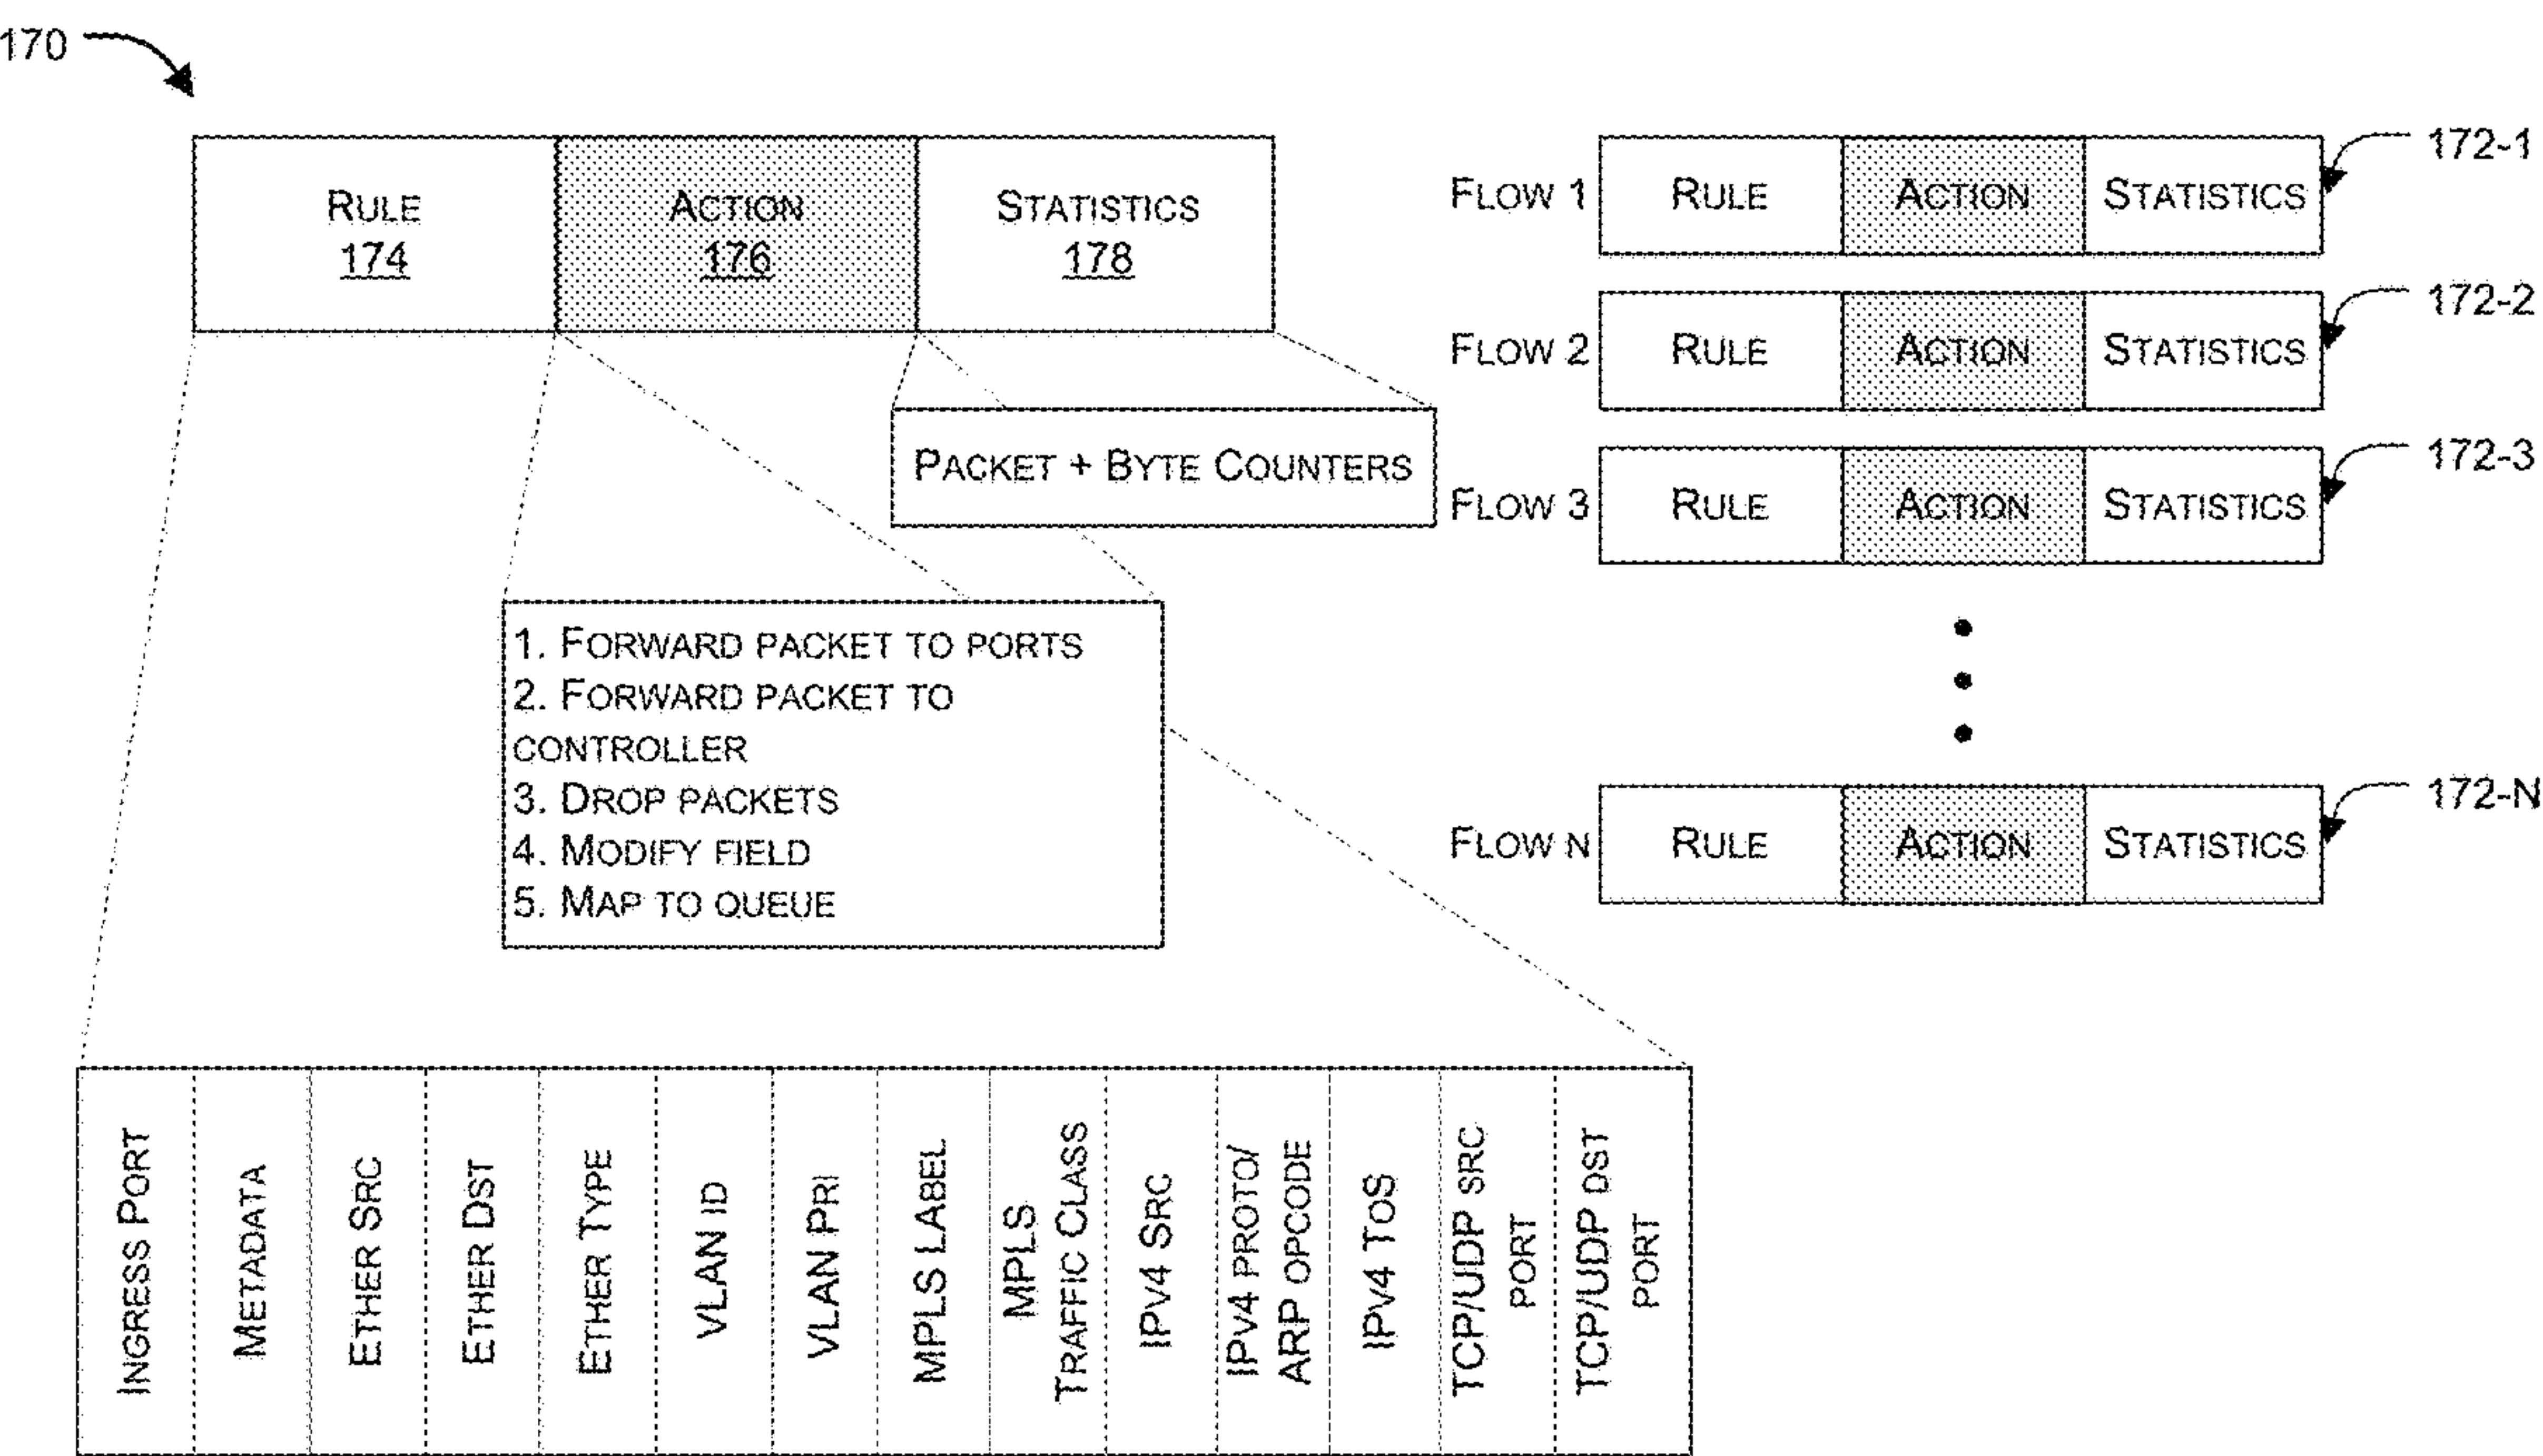 170
RULE
174
ACTION
176
STATISTICS
178
PACKET + BYTE COUNTERS
1. FORWARD PACKET TO PORTS
2. FORWARD PACKET TO
CONTROLLER
3. DROP PACKETS
4. MODIFY FIELD
5. MAP TO QUEUE
INGRESS PORT
METADATA
ETHER SRC
ETHER DST
ETHER TYPE
VLAN ID
VLAN PRI
MPLS LABEL
MPLS
TRAFFIC CLASS
IPV4 SRC
IPV4 PROTO/
ARP OPCODE
IPV4 TOS
TCP/UDP SRC
PORT
TCP/UDP DST
PORT
FLOW 1 RULE ACTION STATISTICS 172-1
FLOW 2 RULE ACTION STATISTICS 172-2
FLOW 3 RULE ACTION STATISTICS 172-3
FLOW N RULE ACTION STATISTICS 172-N